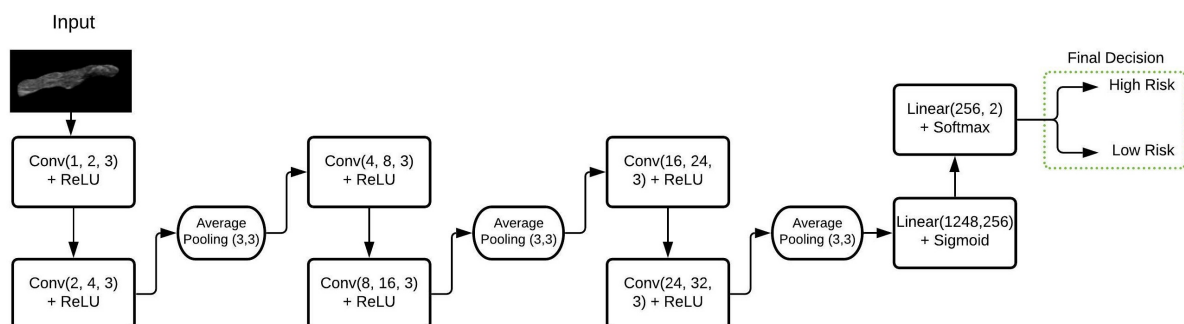 Input
Conv(1, 2, 3)
+ ReLU
Conv(2, 4, 3)
+ ReLU
Average
Pooling (3,3)
Conv(4, 8, 3)
+ ReLU
Conv(8, 16, 3)
+ ReLU
Average
Pooling (3,3)
Conv(16, 24,
3) + ReLU
Conv(24, 32,
3) + ReLU
Average
Pooling (3,3)
Linear(1248,256)
+ Sigmoid
Linear(256, 2)
+ Softmax
Final Decision
High Risk
Low Risk